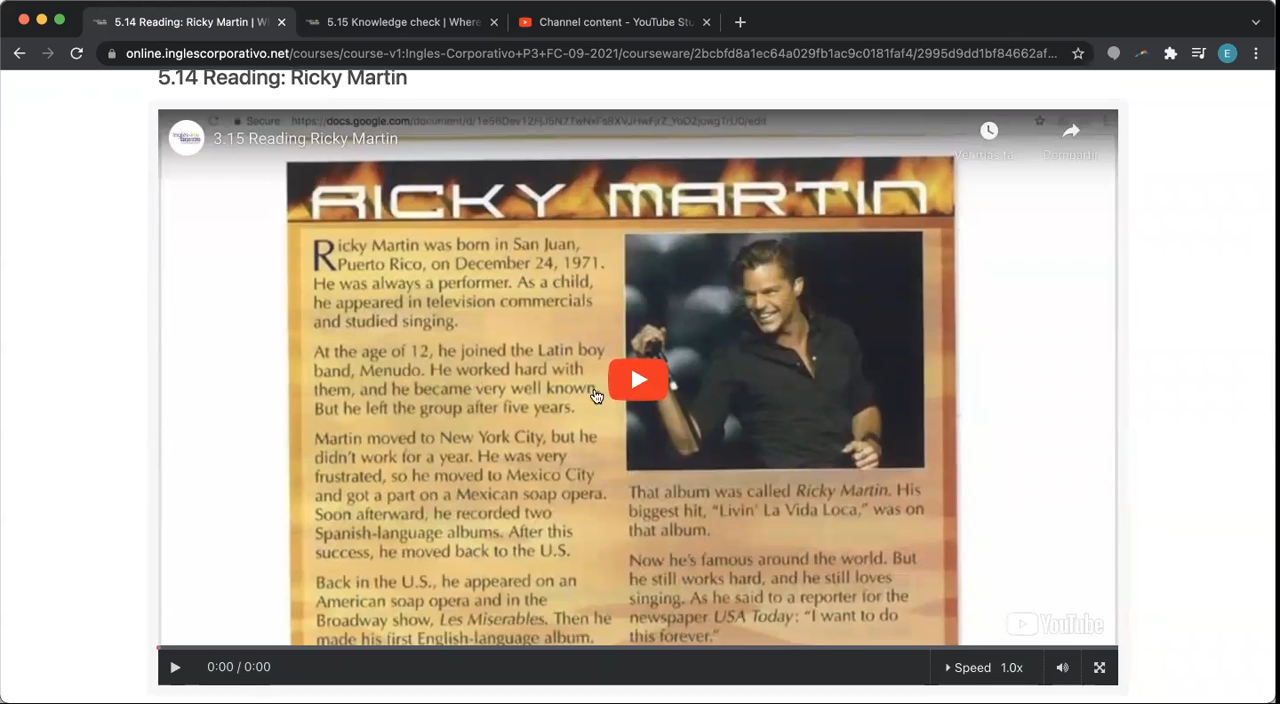 5.14 Reading: Ricky Martin | W
5.15 Knowledge check | Where
Channel content - YouTube Stu
online.inglescorporativo.net/courses/course-v1:Ingles-Corporativo+P3+FC-09-2021/courseware/2bcbfd8a1ec64a029fb1ac9c0181faf4/2995d9dd1bf84662af...
E
5.14 Reading: Ricky Martin
Secure
3.15 Reading Ricky Martin
Compartir
RICKY MARTIN
Ricky Martin was born in San Juan,
Puerto Rico, on December 24, 1971.
He was always a performer. As a child,
he appeared in television commercials
and studied singing.
At the age of 12, he joined the Latin boy
band, Menudo. He worked hard with
them, and he became very well known.
But he left the group after five years.
Martin moved to New York City, but he
didn't work for a year. He was very
frustrated, so he moved to Mexico City
and got a part on a Mexican soap opera.
Soon afterward, he recorded two
Spanish-language albums. After this
success, he moved back to the U.S.
Back in the U.S., he appeared on an
American soap opera and in the
Broadway show, Les Miserables. Then he
made his first English-language album.
That album was called Ricky Martin. His
biggest hit, "Livin' La Vida Loca," was on
that album.
Now he's famous around the world. But
he still works hard, and he still loves
singing. As he said to a reporter for the
newspaper USA Today: "I want to do
this forever."
YouTube
0:00 / 0:00
Speed 1.0x